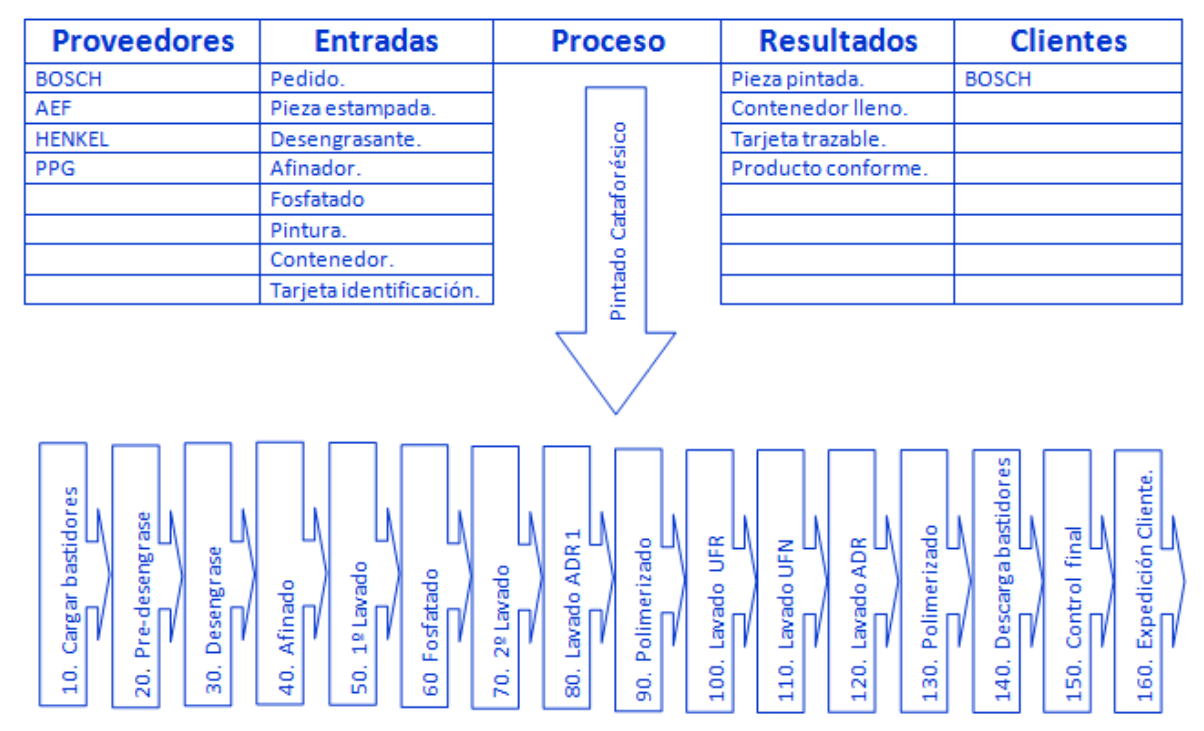 Proveedores Entradas Proceso Resultados Clientes
BOSCH Pedido. Pieza pintada. BOSCH
AEF Pieza estampada. Contenedor lleno.
HENKEL Desengrasante. Tarjeta trazable.
PPG Afinador. Producto conforme.
Fosfatado
Pintura.
Contenedor.
Tarjeta identificación.
Pintado Cataforésico
10. Cargar bastidores
20. Pre-desengrase
30. Desengrase
40. Afinado
50. 1º Lavado
60 Fosfatado
70. 2º Lavado
80. Lavado ADR 1
90. Polimerizado
100. Lavado UFR
110. Lavado UFN
120. Lavado ADR
130. Polimerizado
140. Descarga bastidores
150. Control final
160. Expedición Cliente.